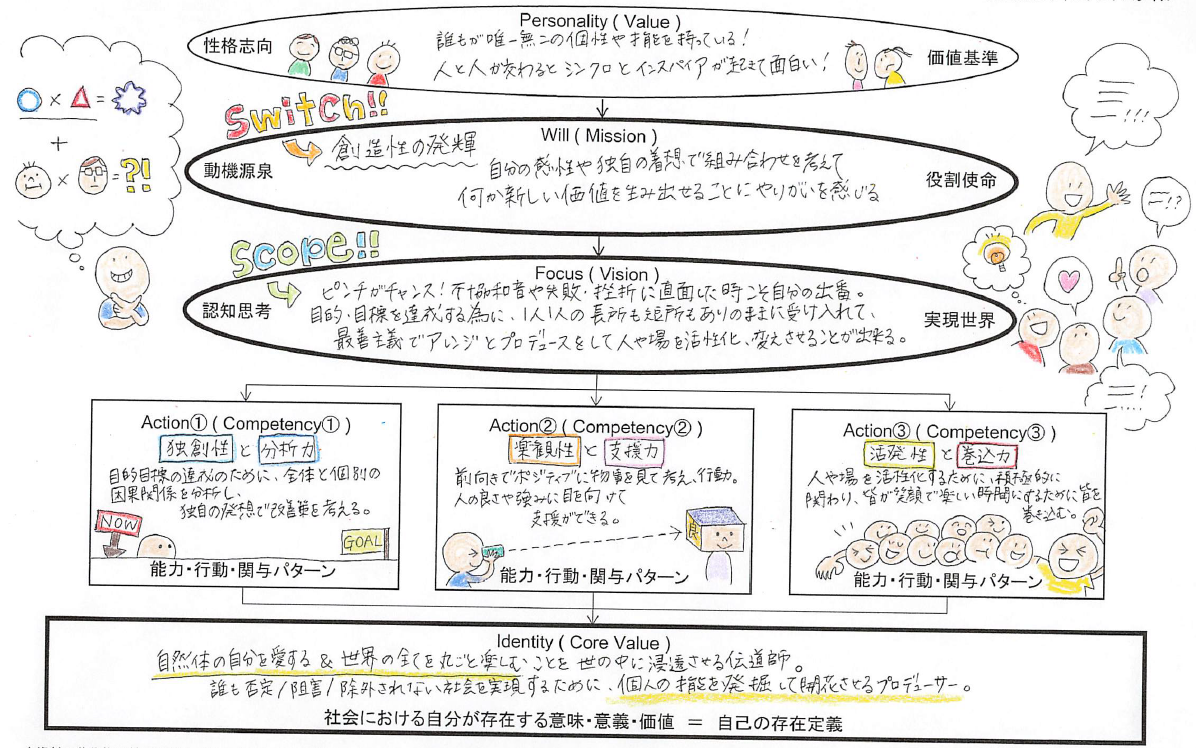 Personality ( Value )
性格志向
誰もが唯一無二の個性や才能を持っている!
人と人が交わるとシンクロとインスパイアが起きて面白い!
価値基準
Switch!!
Will ( Mission )
創造性の発揮
動機源泉
自分の感性や独自の着想で組み合わせを考えて
何か新しい価値を生み出せることにやりがいを感じる
役割使命
× =
+
× = ?!
=!?
scope!!
Focus ( Vision )
認知思考
ピンチがチャンス!不協和音や失敗・挫折に直面した時こそ自分の出番。
目的・目標を達成する為に、1人1人の長所も短所もありのままに受け入れて、
最善主義でアレンジとプロデュースをして人や場を活性化、変えさせることが出来る。
実現世界
Action① ( Competency① )
独創性 と 分析力
目的目標の達成のために、全体と個別の
因果関係を分析し、
独自の発想で改善策を考える。
NOW
GOAL
能力・行動・関与パターン
Action② ( Competency② )
楽観性 と 支援力
前向きでポジティブに物事を見て考え、行動。
人の良さや強みに目を向けて
支援ができる。
良
能力・行動・関与パターン
Action③ ( Competency③ )
活発性 と 巻込力
人や場を活性化するために、積極的に
関わり、皆が笑顔で楽しい時間にするために皆を
巻き込む。
能力・行動・関与パターン
Identity ( Core Value )
自然体の自分を愛する & 世界の全てを丸ごと楽しむことを世の中に浸透させる伝道師。
誰も否定/阻害/除外されない社会を実現するために、個人の才能を発掘して開花させるプロデューサー。
社会における自分が存在する意味・意義・価値 = 自己の存在定義